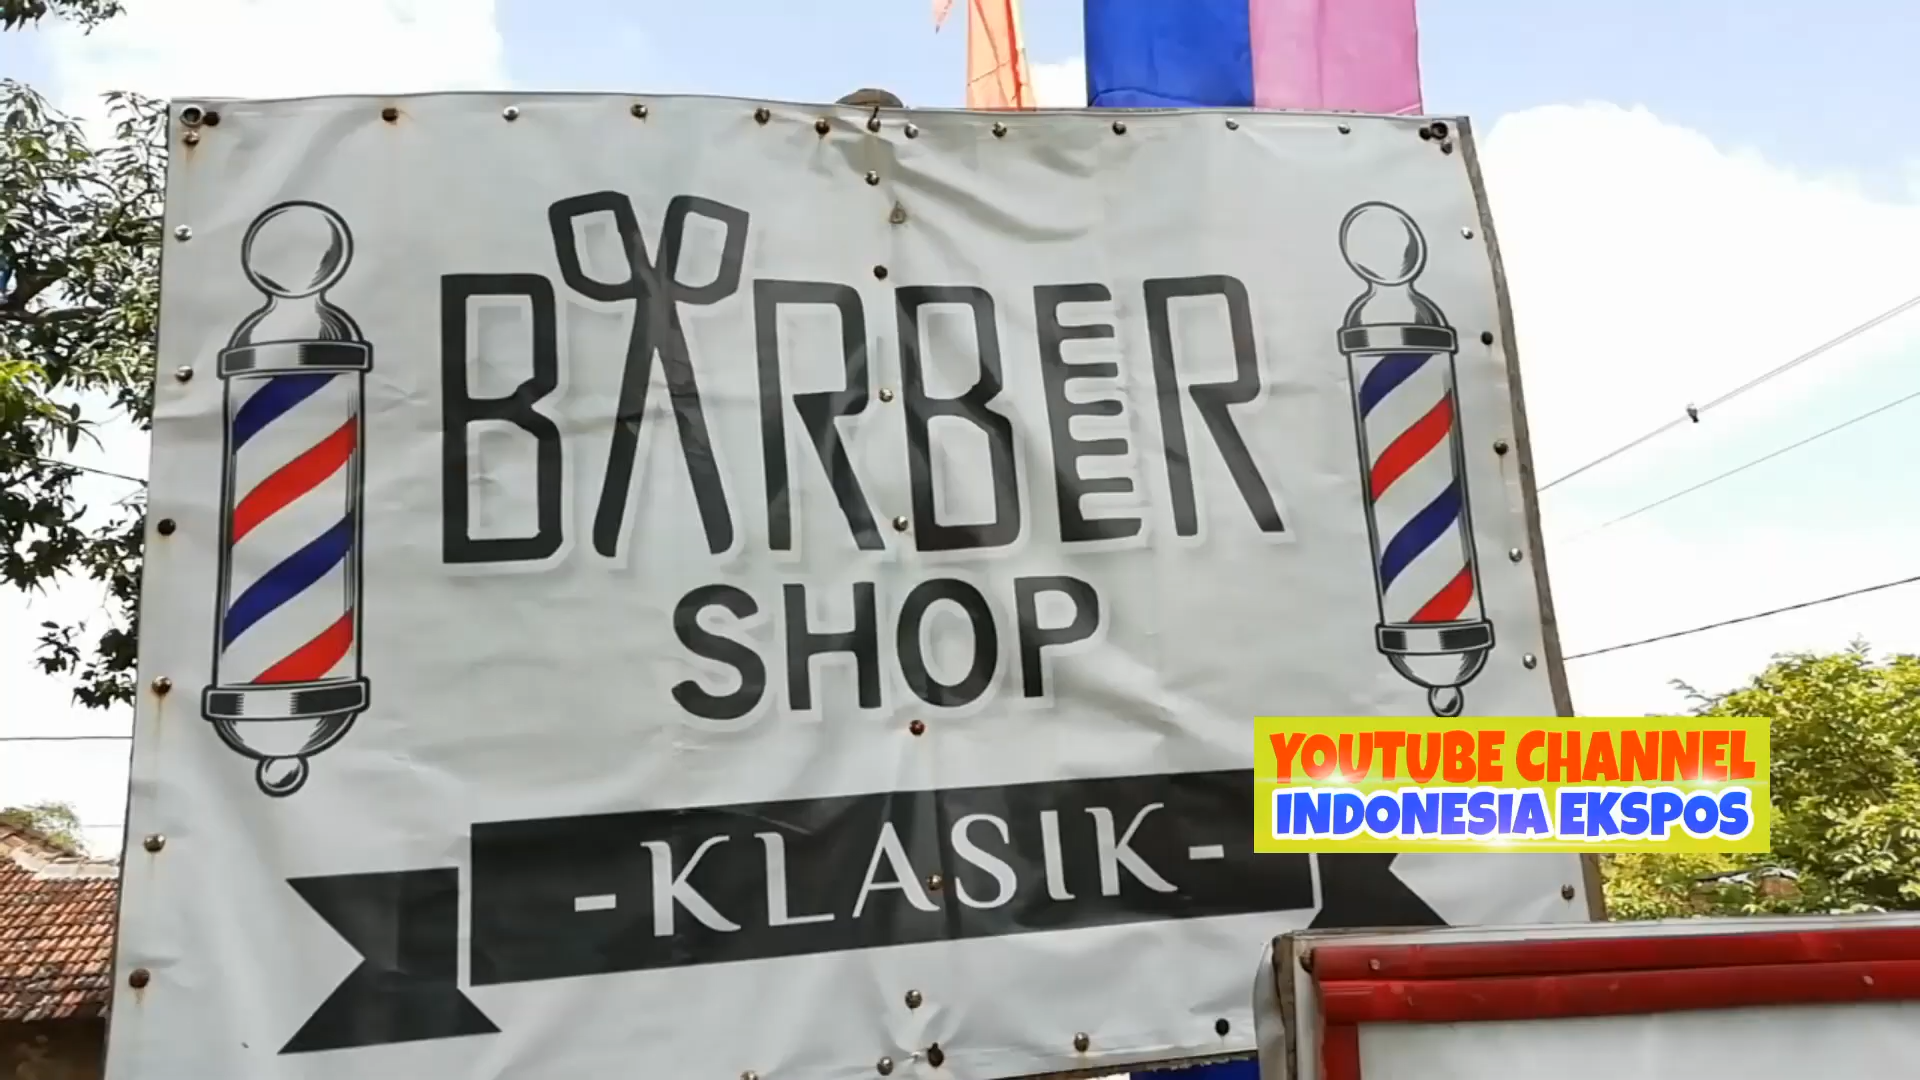 BARBER
SHOP
-KLASIK-
YOUTUBE CHANNEL
INDONESIA EKSPOS